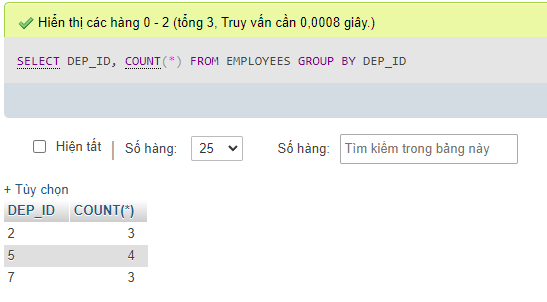 Hiển thị các hàng 0 - 2 (tổng 3, Truy vấn cần 0,0008 giây.)
SELECT DEP_ID, COUNT(*) FROM EMPLOYEES GROUP BY DEP_ID
Hiện tất | Số hàng: 25 Số hàng: Tìm kiếm trong bảng này
+ Tùy chọn
DEP_ID COUNT(*)
2 3
5 4
7 3